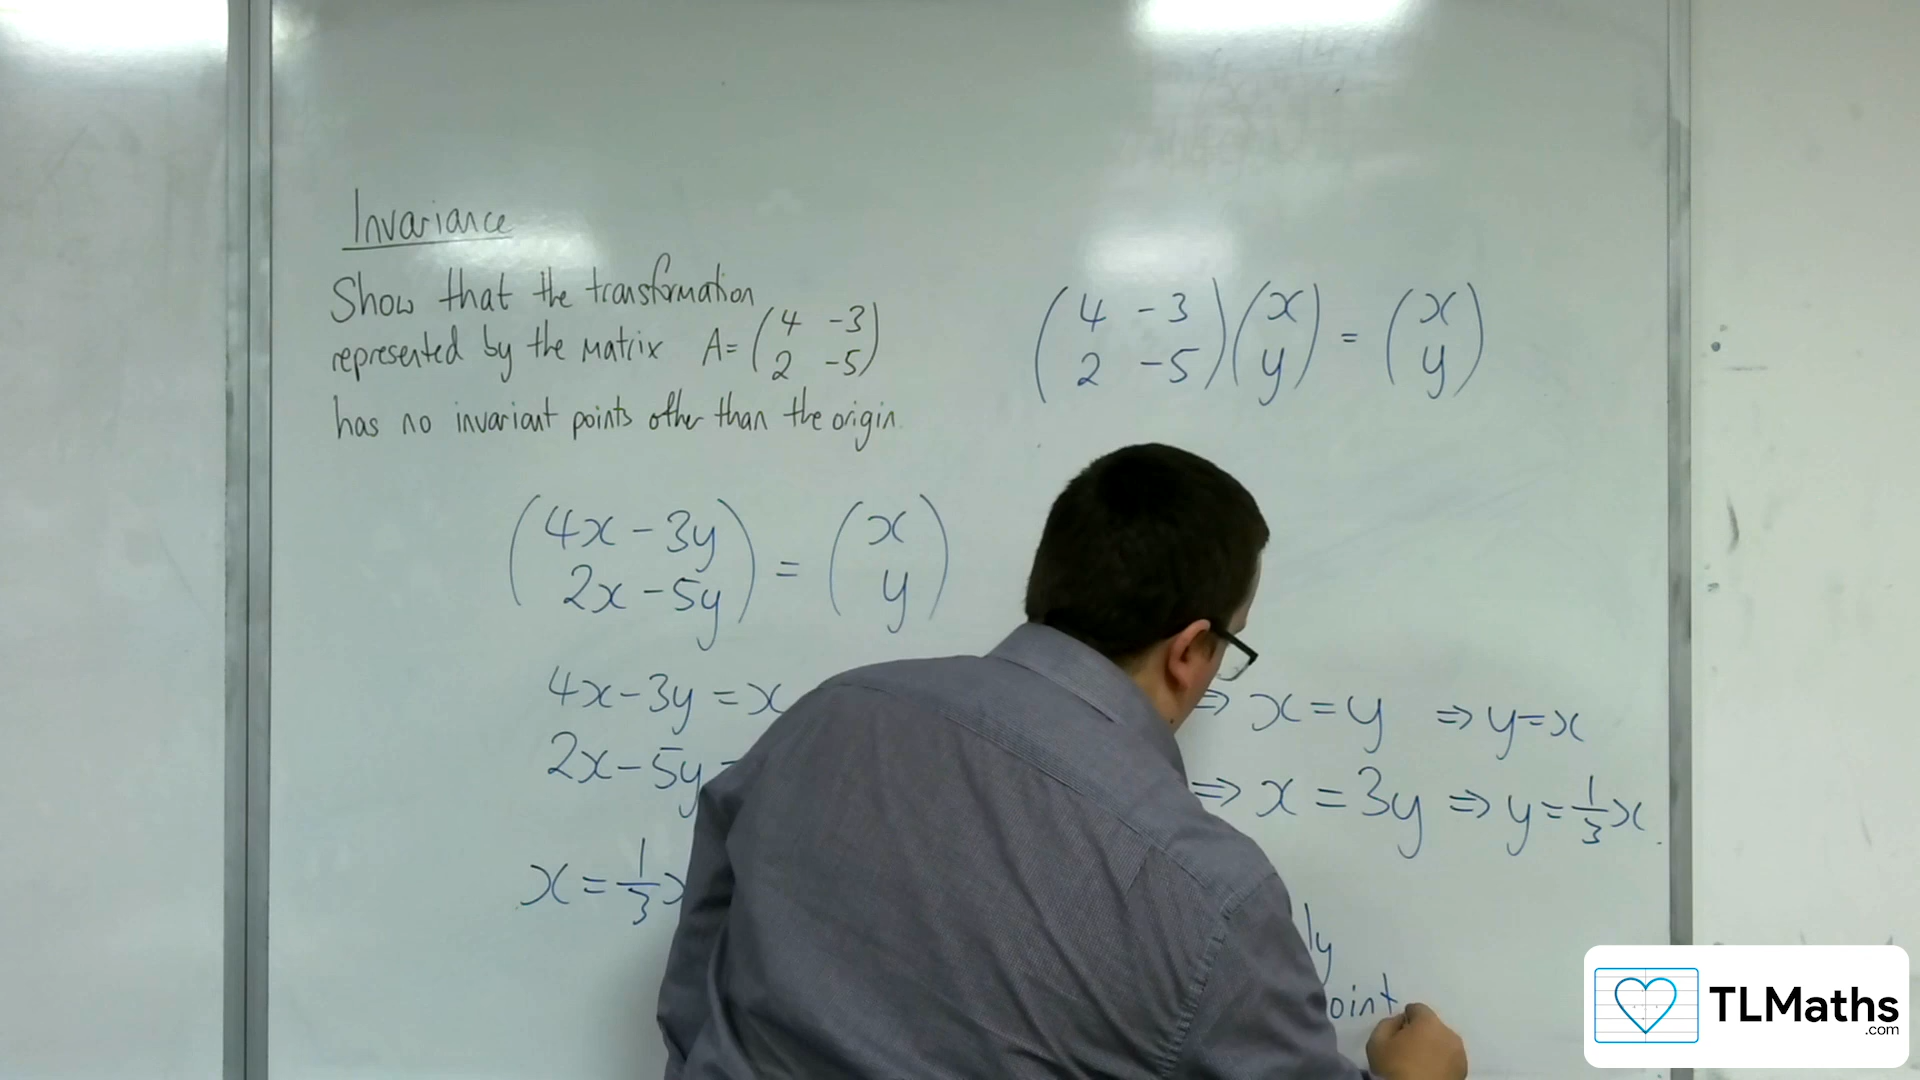 Invariance
Show that the transformation
represented by the matrix A = (4 -3
2 -5)
has no invariant points other than the origin.
(4 -3
2 -5) (x
y) = (x
y)
(4x - 3y
2x - 5y) = (x
y)
4x - 3y = x
2x - 5y =
⇒ x = y ⇒ y = x
⇒ x = 3y ⇒ y = 1/3 x
x = 1/3
ly
oint
TLMaths
.com